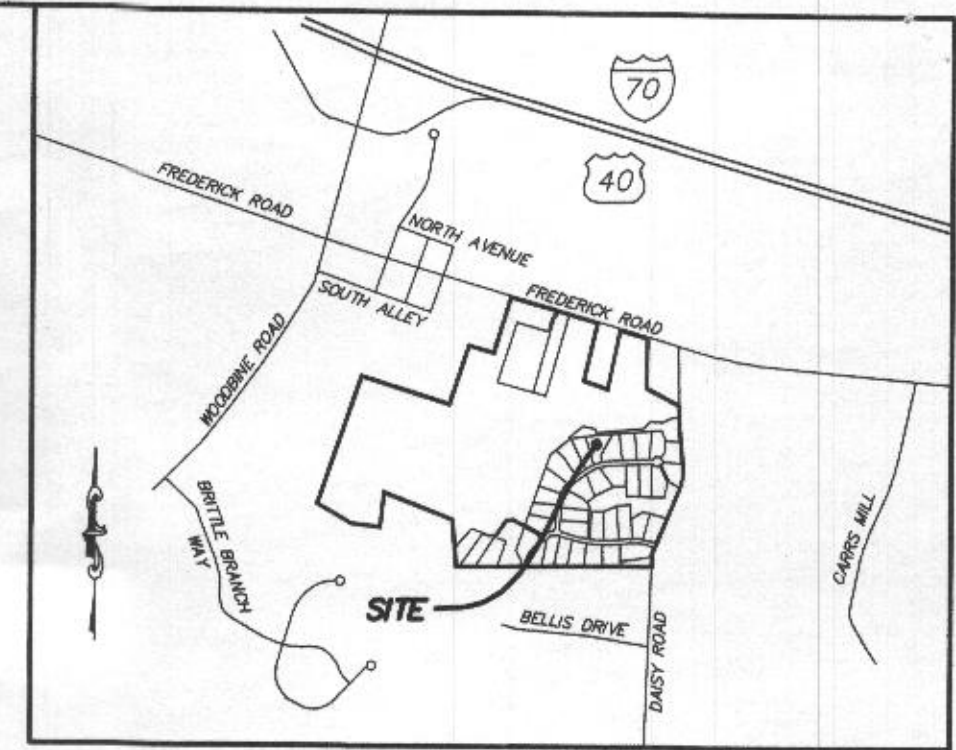 70
40
FREDERICK ROAD
NORTH AVENUE
SOUTH ALLEY
FREDERICK ROAD
WOODBINE ROAD
BRITTLE BRANCH
WAY
SITE
BELLIS DRIVE
DAISY ROAD
CARRS MILL